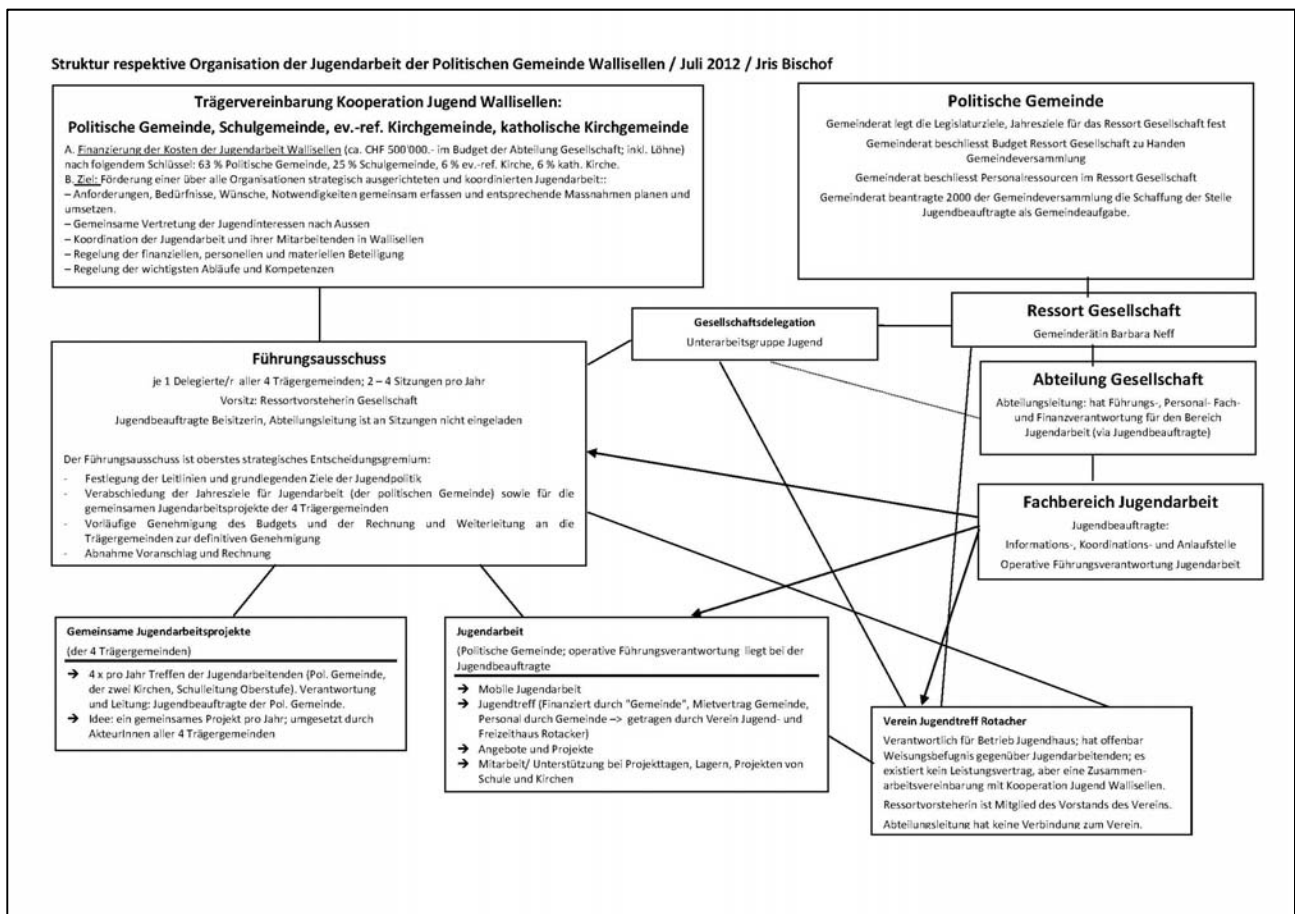 Struktur respektive Organisation der Jugendarbeit der Politischen Gemeinde Wallisellen / Juli 2012 / Jris Bischof
Trägervereinbarung Kooperation Jugend Wallisellen:
Politische Gemeinde, Schulgemeinde, ev.-ref. Kirchgemeinde, katholische Kirchgemeinde
A. Finanzierung der Kosten der Jugendarbeit Wallisellen (ca. CHF 500'000.- im Budget der Abteilung Gesellschaft; inkl. Löhne)
nach folgendem Schlüssel: 63 % Politische Gemeinde, 25 % Schulgemeinde, 6 % ev.-ref. Kirche, 6 % kath. Kirche.
B. Ziel: Förderung einer über alle Organisationen strategisch ausgerichteten und koordinierten Jugendarbeit::
– Anforderungen, Bedürfnisse, Wünsche, Notwendigkeiten gemeinsam erfassen und entsprechende Massnahmen planen und
umsetzen.
– Gemeinsame Vertretung der Jugendinteressen nach Aussen
– Koordination der Jugendarbeit und ihrer Mitarbeitenden in Wallisellen
– Regelung der finanziellen, personellen und materiellen Beteiligung
– Regelung der wichtigsten Abläufe und Kompetenzen
Politische Gemeinde
Gemeinderat legt die Legislaturziele, Jahresziele für das Ressort Gesellschaft fest
Gemeinderat beschliesst Budget Ressort Gesellschaft zu Handen
Gemeindeversammlung
Gemeinderat beschliesst Personalressourcen im Ressort Gesellschaft
Gemeinderat beantragte 2000 der Gemeindeversammlung die Schaffung der Stelle
Jugendbeauftragte als Gemeindeaufgabe.
Gesellschaftsdelegation
Unterarbeitsgruppe Jugend
Ressort Gesellschaft
Gemeinderätin Barbara Neff
Führungsausschuss
je 1 Delegierte/r aller 4 Trägergemeinden; 2 – 4 Sitzungen pro Jahr
Vorsitz: Ressortvorsteherin Gesellschaft
Jugendbeauftragte Beisitzerin, Abteilungsleitung ist an Sitzungen nicht eingeladen
Der Führungsausschuss ist oberstes strategisches Entscheidungsgremium:
- Festlegung der Leitlinien und grundlegenden Ziele der Jugendpolitik
- Verabschiedung der Jahresziele für Jugendarbeit (der politischen Gemeinde) sowie für die
gemeinsamen Jugendarbeitsprojekte der 4 Trägergemeinden
- Vorläufige Genehmigung des Budgets und der Rechnung und Weiterleitung an die
Trägergemeinden zur definitiven Genehmigung
- Abnahme Voranschlag und Rechnung
Abteilung Gesellschaft
Abteilungsleitung: hat Führungs-, Personal- Fach-
und Finanzverantwortung für den Bereich
Jugendarbeit (via Jugendbeauftragte)
Fachbereich Jugendarbeit
Jugendbeauftragte:
Informations-, Koordinations- und Anlaufstelle
Operative Führungsverantwortung Jugendarbeit
Gemeinsame Jugendarbeitsprojekte
(der 4 Trägergemeinden)
➔ 4 x pro Jahr Treffen der Jugendarbeitenden (Pol. Gemeinde,
der zwei Kirchen, Schulleitung Oberstufe). Verantwortung
und Leitung: Jugendbeauftragte der Pol. Gemeinde.
➔ Idee: ein gemeinsames Projekt pro Jahr; umgesetzt durch
AkteurInnen aller 4 Trägergemeinden
Jugendarbeit
(Politische Gemeinde; operative Führungsverantwortung liegt bei der
Jugendbeauftragte
➔ Mobile Jugendarbeit
➔ Jugendtreff (Finanziert durch "Gemeinde", Mietvertrag Gemeinde,
Personal durch Gemeinde –> getragen durch Verein Jugend- und
Freizeithaus Rotacker)
➔ Angebote und Projekte
➔ Mitarbeit/ Unterstützung bei Projekttagen, Lagern, Projekten von
Schule und Kirchen
Verein Jugendtreff Rotacher
Verantwortlich für Betrieb Jugendhaus; hat offenbar
Weisungsbefugnis gegenüber Jugendarbeitenden; es
existiert kein Leistungsvertrag, aber eine Zusammen-
arbeitsvereinbarung mit Kooperation Jugend Wallisellen.
Ressortvorsteherin ist Mitglied des Vorstands des Vereins.
Abteilungsleitung hat keine Verbindung zum Verein.